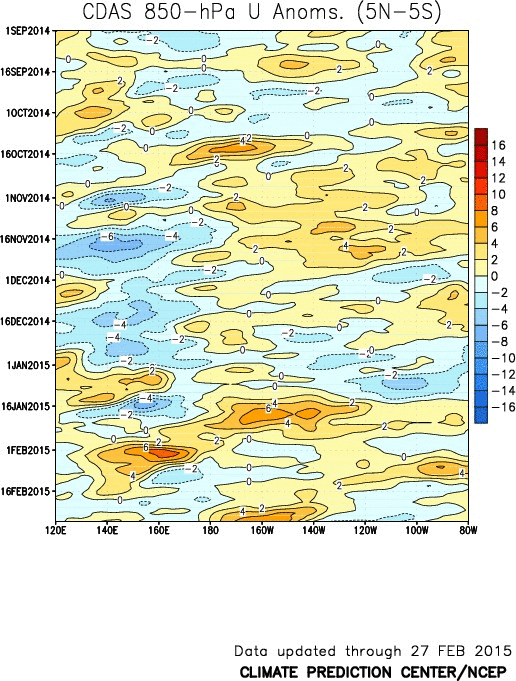 CDAS 850-hPa U Anoms. (5N-5S)
1SEP2014
16SEP2014
10CT2014
16OCT2014
1NOV2014
16NOV2014
1DEC2014
16DEC2014
1JAN2015
16JAN2015
1FEB2015
16FEB2015
120E 140E 160E 180 160W 140W 120W 100W 80W
16
14
12
10
8
6
4
2
0
-2
-4
-6
-8
-10
-12
-14
-16
Data updated through 27 FEB 2015
CLIMATE PREDICTION CENTER/NCEP